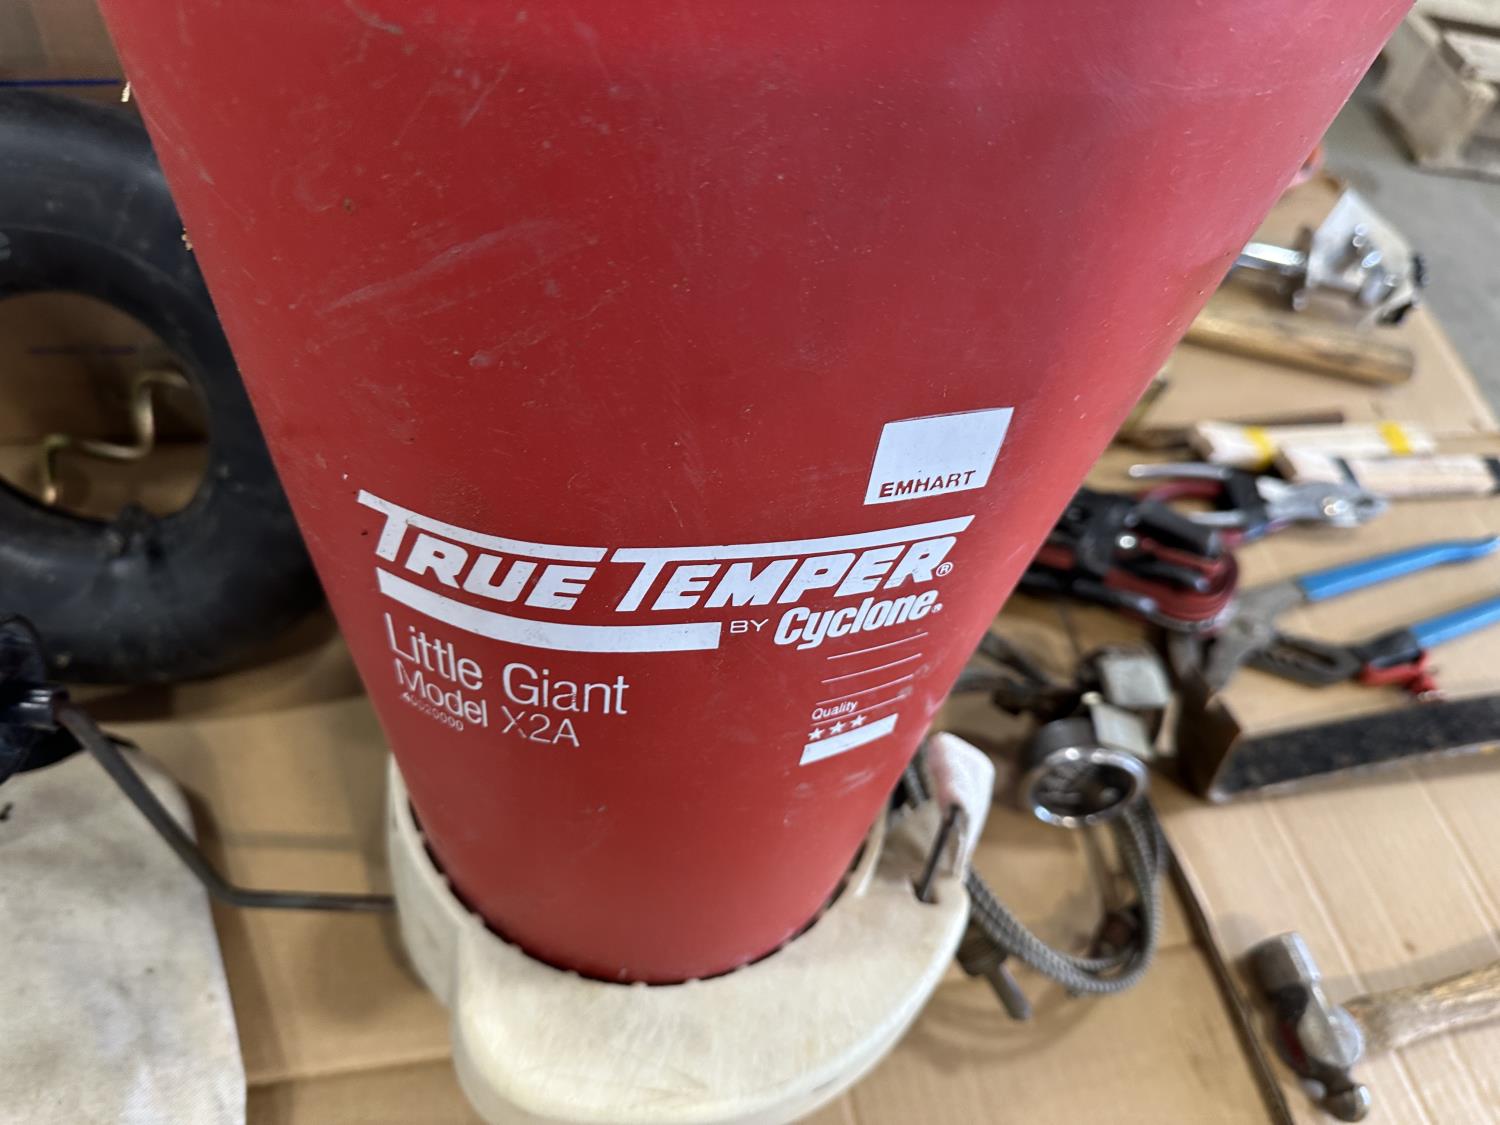 EMHART
TRUE TEMPER®
BY Cyclone®
Little Giant
Model X2A
Quality